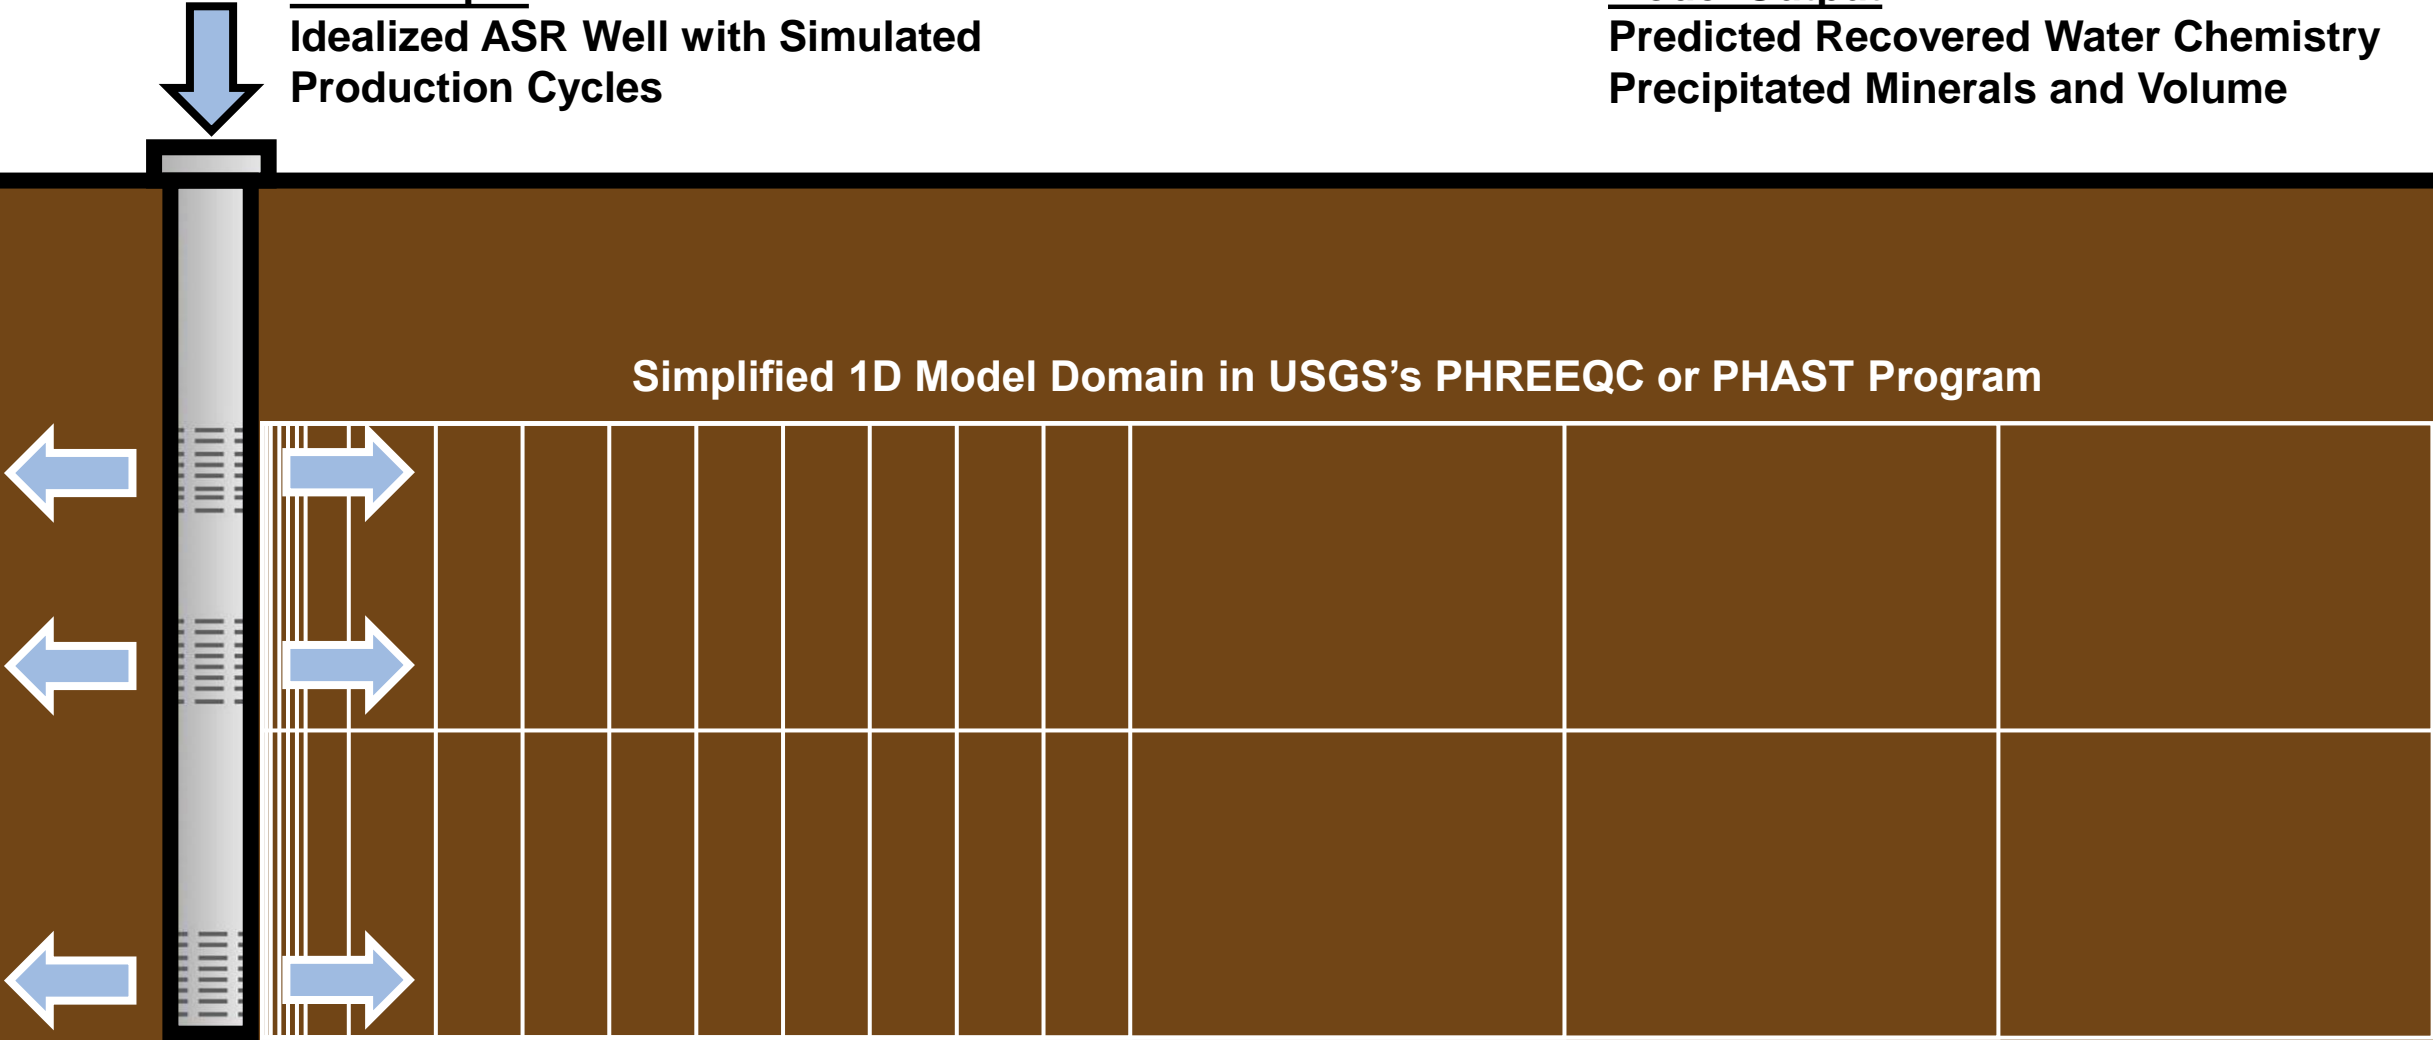 Idealized ASR Well with Simulated
Production Cycles
Predicted Recovered Water Chemistry
Precipitated Minerals and Volume
Simplified 1D Model Domain in USGS’s PHREEQC or PHAST Program